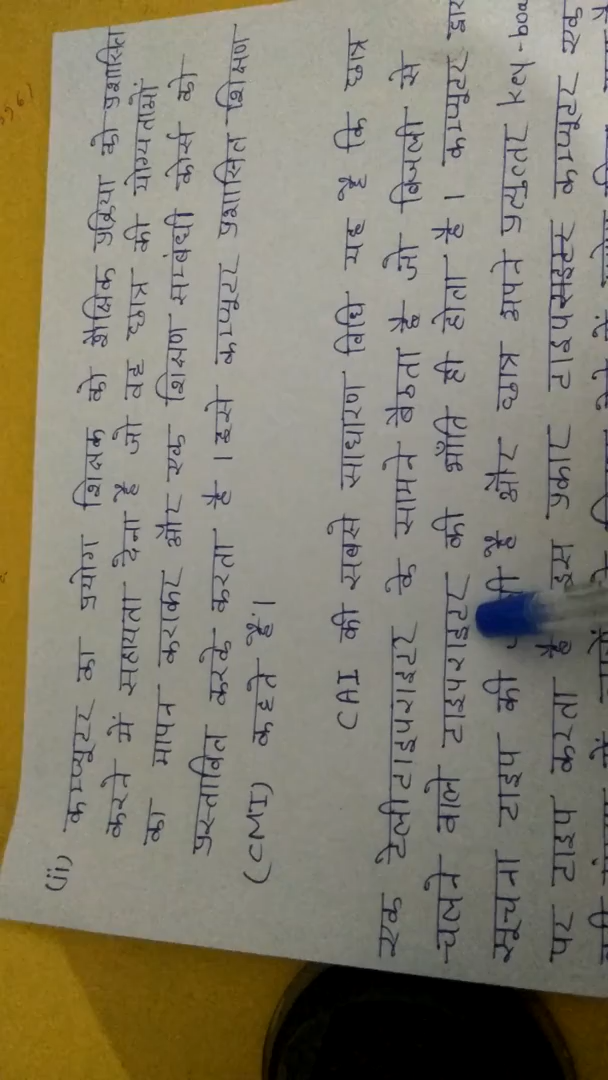 (ii) कम्प्यूटर का प्रयोग शिक्षक को शैक्षिक प्रक्रिया को प्रशासित
करने में सहायता देना है जो वह छात्र की योग्यताओं
का मापन कराकर और एक शिक्षण सम्बंधी कोर्स को
प्रस्तावित करके करता है । इसे कम्प्यूटर प्रशासित शिक्षण
(CMI) कहते हैं।
CAI की सबसे साधारण विधि यह है कि छात्र
एक टेलीटाइपराइटर के सामने बैठता है जो बिजली से
चलने वाले टाइपराइटर की भाँति ही होता है । कम्प्यूटर द्वार
सूचना टाइप की है और छात्र अपने प्रत्युत्तर key-boa
पर टाइप करता है इस प्रकार टाइपराइटर कम्प्यूटर एक